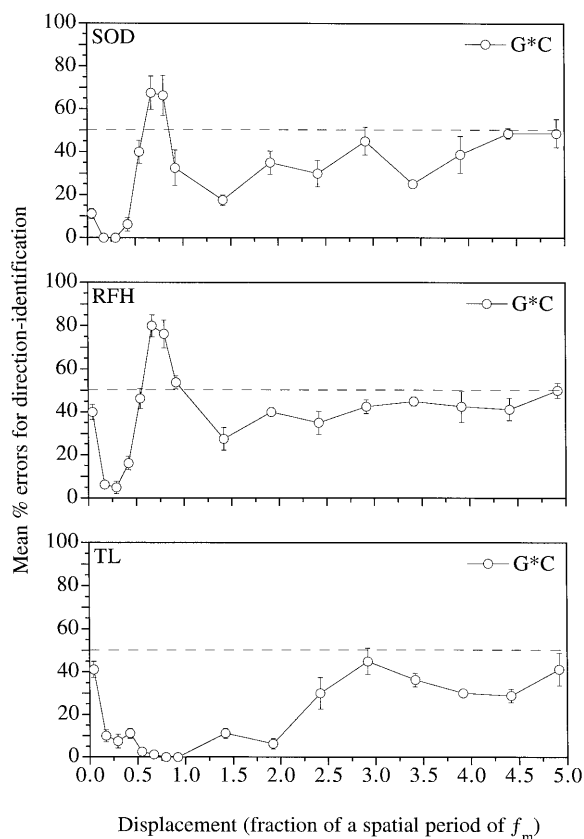 SOD
G*C
100
80
60
40
20
0
RFH
G*C
100
80
60
40
20
0
TL
G*C
100
80
60
40
20
0
0.0 0.5 1.0 1.5 2.0 2.5 3.0 3.5 4.0 4.5 5.0
Mean % errors for direction-identification
Displacement (fraction of a spatial period of fm)